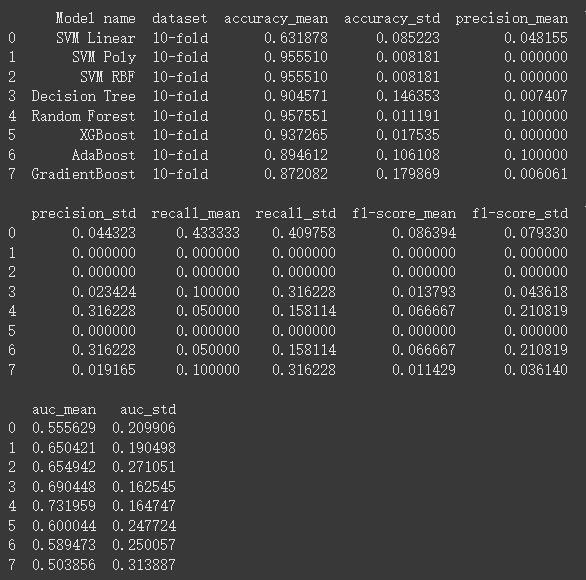 Model name dataset accuracy_mean accuracy_std precision_mean \
0 SVM Linear 10-fold 0.631878 0.085223 0.048155
1 SVM Poly 10-fold 0.955510 0.008181 0.000000
2 SVM RBF 10-fold 0.955510 0.008181 0.000000
3 Decision Tree 10-fold 0.904571 0.146353 0.007407
4 Random Forest 10-fold 0.957551 0.011191 0.100000
5 XGBoost 10-fold 0.937265 0.017535 0.000000
6 AdaBoost 10-fold 0.894612 0.106108 0.100000
7 GradientBoost 10-fold 0.872082 0.179869 0.006061
precision_std recall_mean recall_std f1-score_mean f1-score_std \
0 0.044323 0.433333 0.409758 0.086394 0.079330
1 0.000000 0.000000 0.000000 0.000000 0.000000
2 0.000000 0.000000 0.000000 0.000000 0.000000
3 0.023424 0.100000 0.316228 0.013793 0.043618
4 0.316228 0.050000 0.158114 0.066667 0.210819
5 0.000000 0.000000 0.000000 0.000000 0.000000
6 0.316228 0.050000 0.158114 0.066667 0.210819
7 0.019165 0.100000 0.316228 0.011429 0.036140
auc_mean auc_std
0 0.555629 0.209906
1 0.650421 0.190498
2 0.654942 0.271051
3 0.690448 0.162545
4 0.731959 0.164747
5 0.600044 0.247724
6 0.589473 0.250057
7 0.503856 0.313887